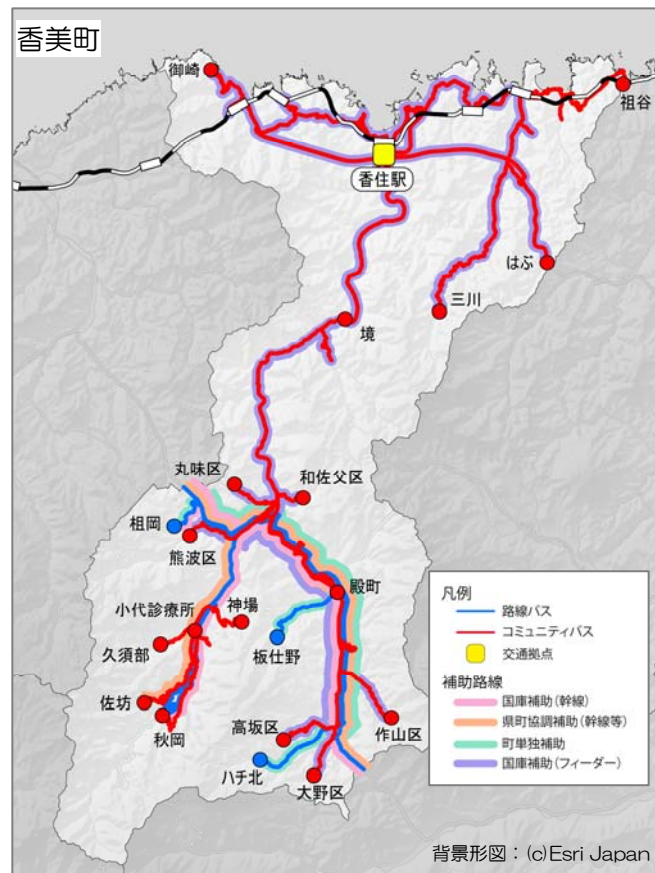 香美町
御崎
祖谷
香住駅
はぶ
三川
境
丸味区
和佐父区
祖岡
熊波区
殿町
小代診療所
神場
久須部
板仕野
佐坊
秋岡
高坂区
作山区
ハチ北
大野区
凡例
路線バス
コミュニティバス
交通拠点
補助路線
国庫補助(幹線)
県町協調補助(幹線等)
町単独補助
国庫補助(フィーダー)
背景形図：(c)Esri Japan